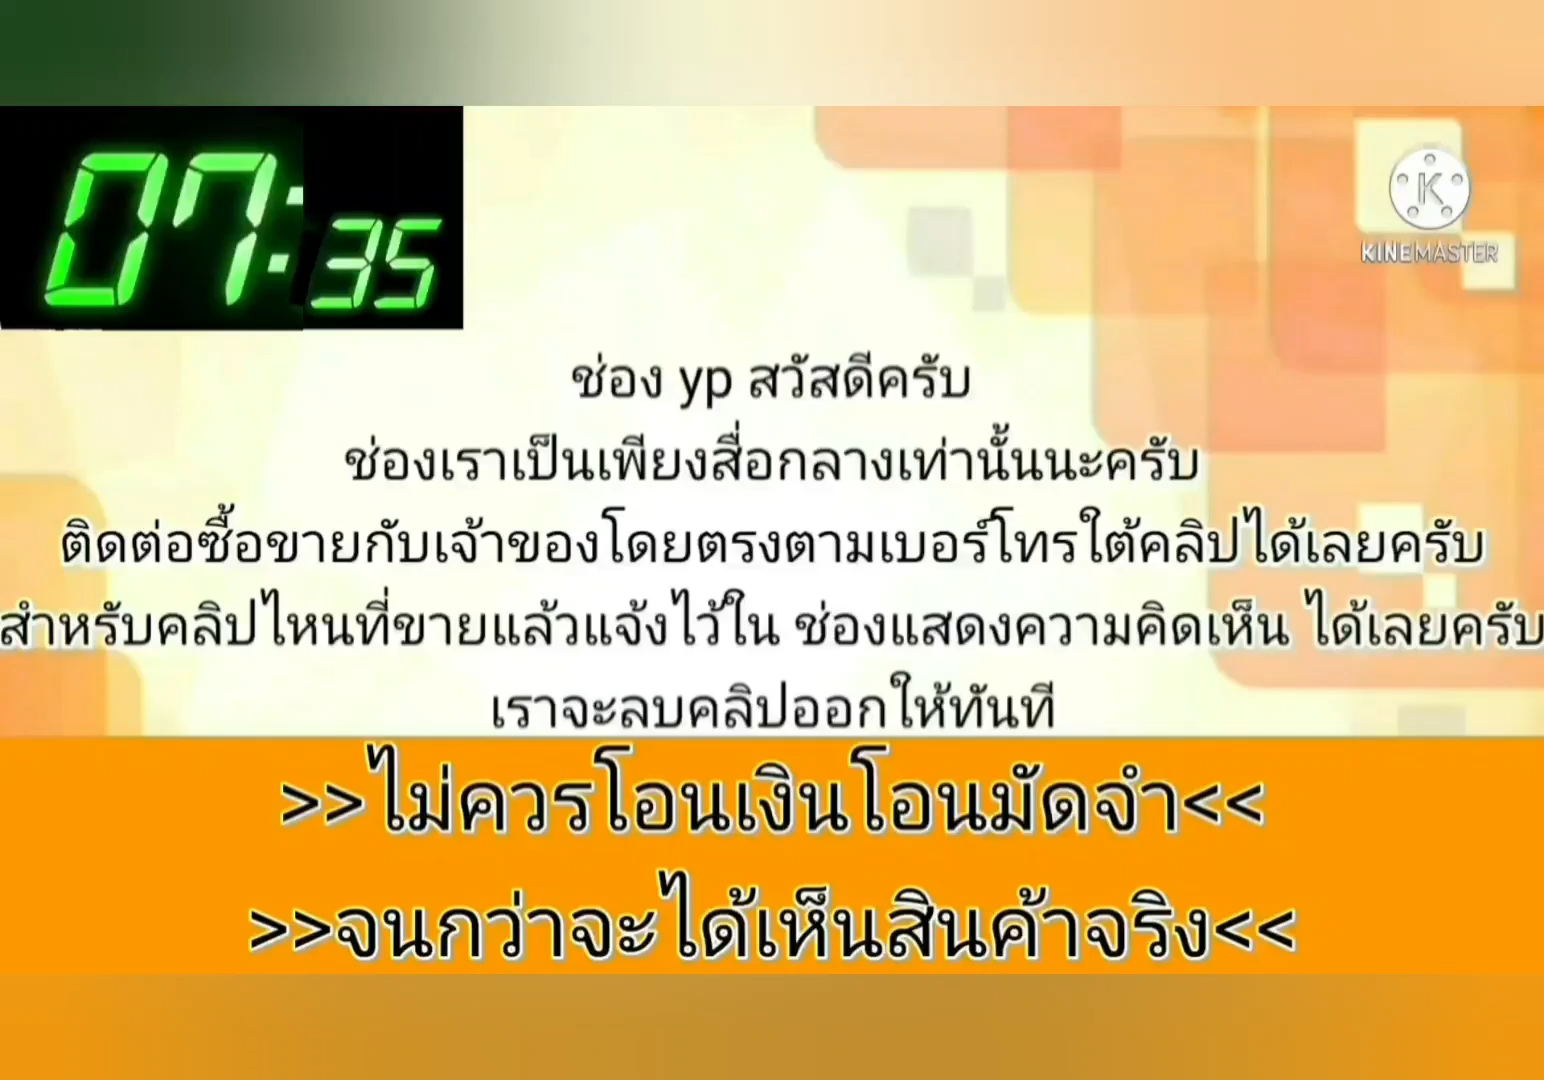 07:35
KINEMASTER
ช่อง yp สวัสดีครับ
ช่องเราเป็นเพียงสื่อกลางเท่านั้นนะครับ
ติดต่อซื้อขายกับเจ้าของโดยตรงตามเบอร์โทรใต้คลิปได้เลยครับ
สำหรับคลิปไหนที่ขายแล้วแจ้งไว้ใน ช่องแสดงความคิดเห็น ได้เลยครับ
เราจะลบคลิปออกให้ทันที
>>ไม่ควรโอนเงินโอนมัดจำ<<
>>จนกว่าจะได้เห็นสินค้าจริง<<